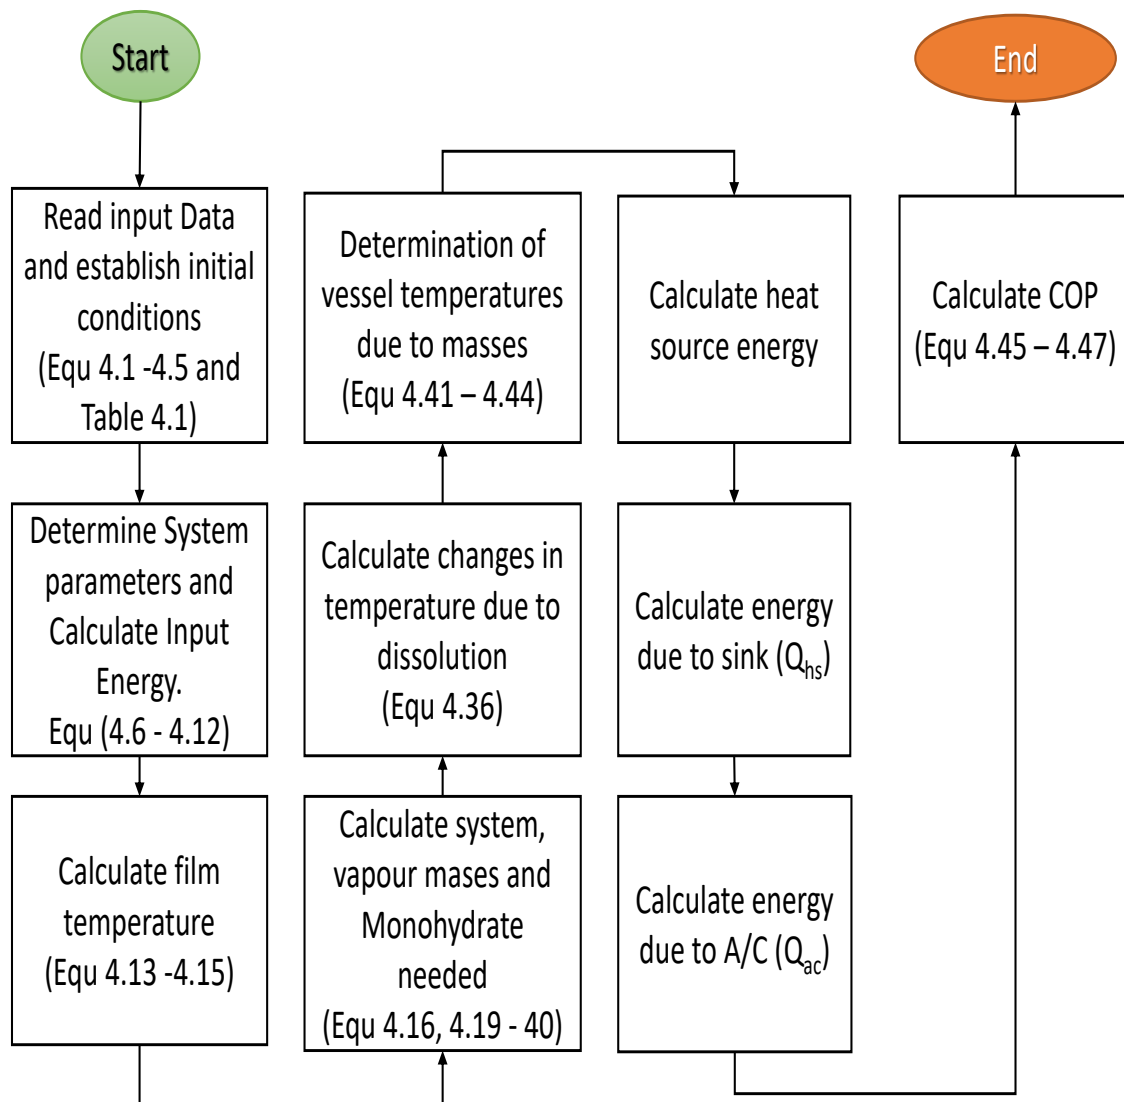 Start
Read input Data
and establish initial
conditions
(Equ 4.1 -4.5 and
Table 4.1)
Determine System
parameters and
Calculate Input
Energy.
Equ (4.6 - 4.12)
Calculate film
temperature
(Equ 4.13 -4.15)
Calculate system,
vapour mases and
Monohydrate
needed
(Equ 4.16, 4.19 - 40)
Calculate changes in
temperature due to
dissolution
(Equ 4.36)
Determination of
vessel temperatures
due to masses
(Equ 4.41 – 4.44)
Calculate heat
source energy
Calculate energy
due to sink (Qhs)
Calculate energy
due to A/C (Qac)
Calculate COP
(Equ 4.45 – 4.47)
End